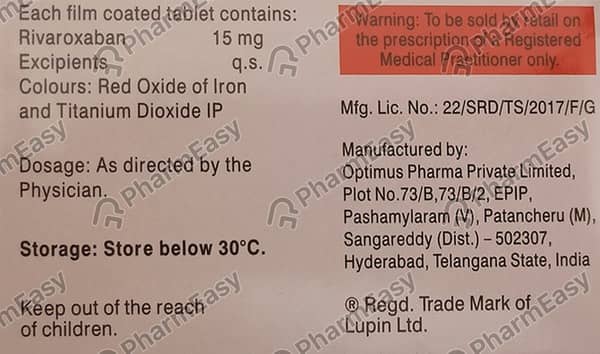 Each film coated tablet contains:
Rivaroxaban 15 mg
Excipients q.s.
Colours: Red Oxide of Iron
and Titanium Dioxide IP
Dosage: As directed by the
Physician.
Storage: Store below 30°C.
Keep out of the reach
of children.
Warning: To be sold by retail on
the prescription of a Registered
Medical Practitioner only.
Mfg. Lic. No.: 22/SRD/TS/2017/F/G
Manufactured by:
Optimus Pharma Private Limited,
Plot No.73/B,73/B/2, EPIP,
Pashamylaram (V), Patancheru (M),
Sangareddy (Dist.) – 502307,
Hyderabad, Telangana State, India
® Regd. Trade Mark of
Lupin Ltd.
PharmEasy